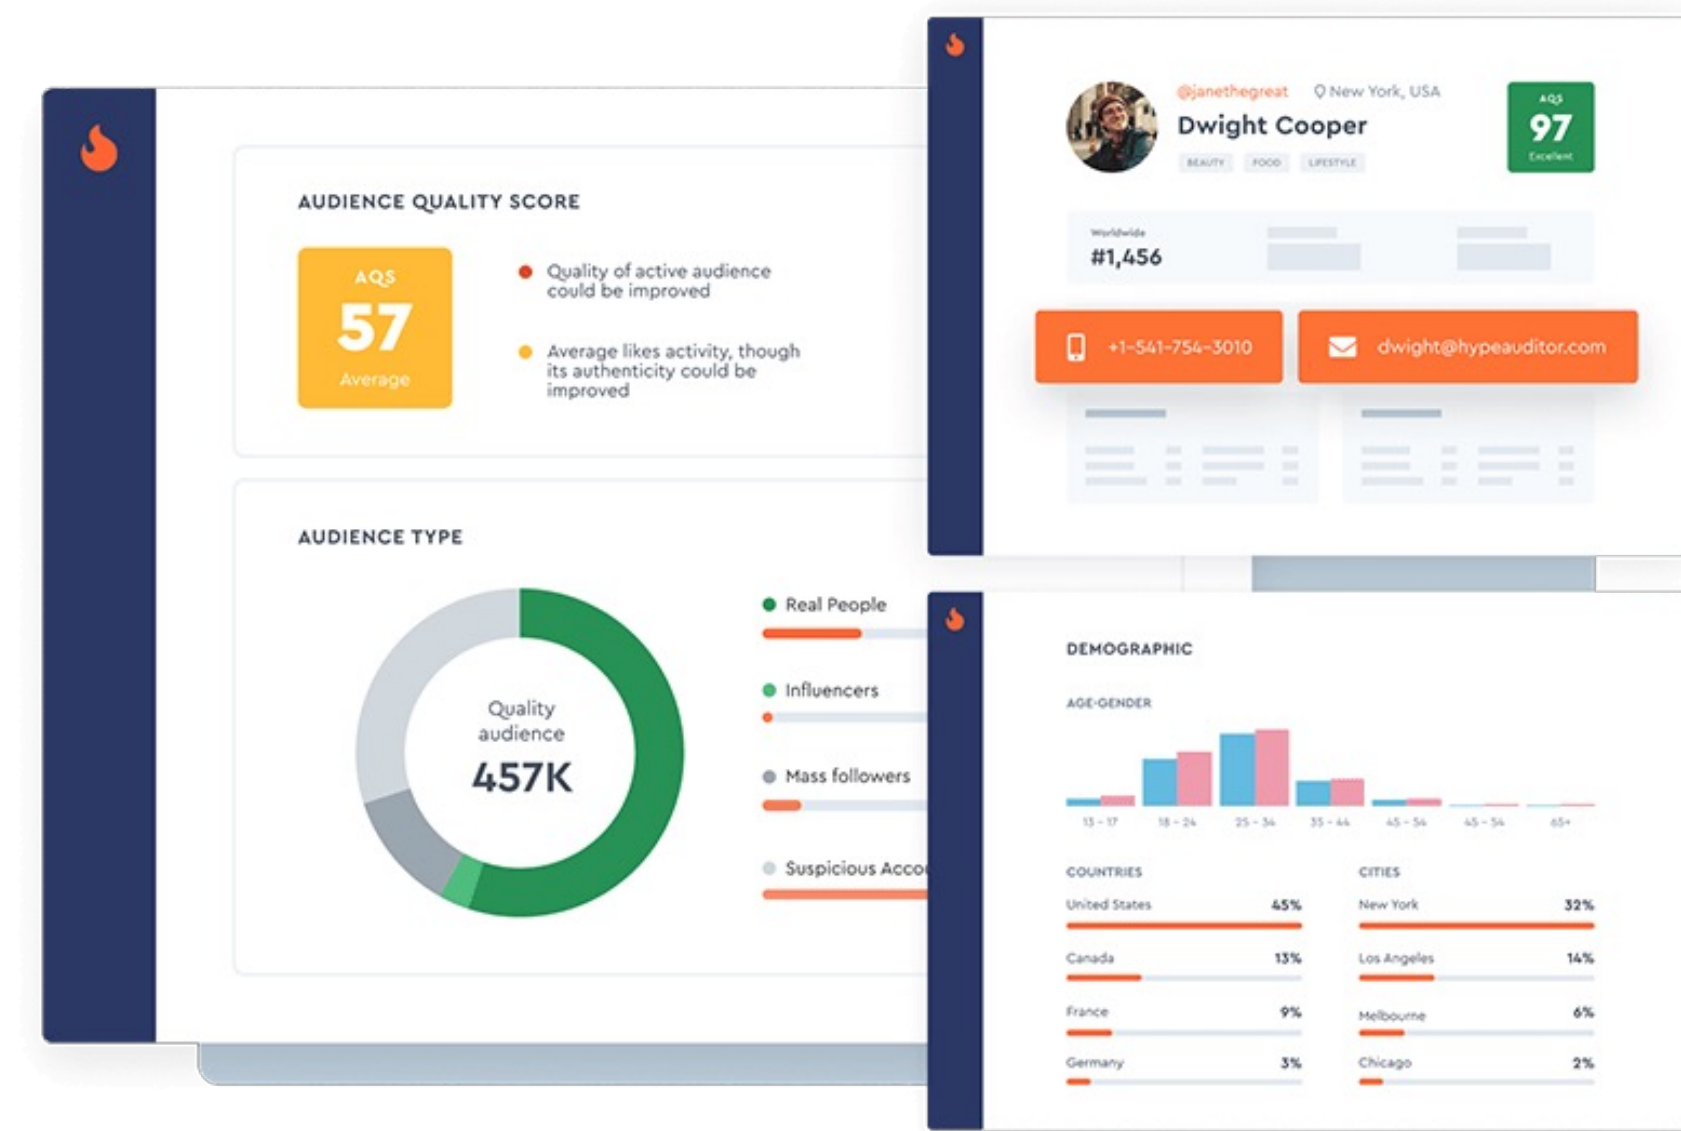 AUDIENCE QUALITY SCORE
AQS
57
Average
Quality of active audience
could be improved
Average likes activity, though
its authenticity could be
improved
AUDIENCE TYPE
Quality
audience
457K
Real People
Influencers
Mass followers
Suspicious Acco
@janethegreat New York, USA
Dwight Cooper
BEAUTY FOOD LIFESTYLE
AQS
97
Excellent
Worldwide
#1,456
+1-541-754-3010
dwight@hypeauditor.com
DEMOGRAPHIC
AGE-GENDER
13 - 17 18 - 24 25 - 34 35 - 44 45 - 54 45 - 54 65+
COUNTRIES
United States 45%
Canada 13%
France 9%
Germany 3%
CITIES
New York 32%
Los Angeles 14%
Melbourne 6%
Chicago 2%